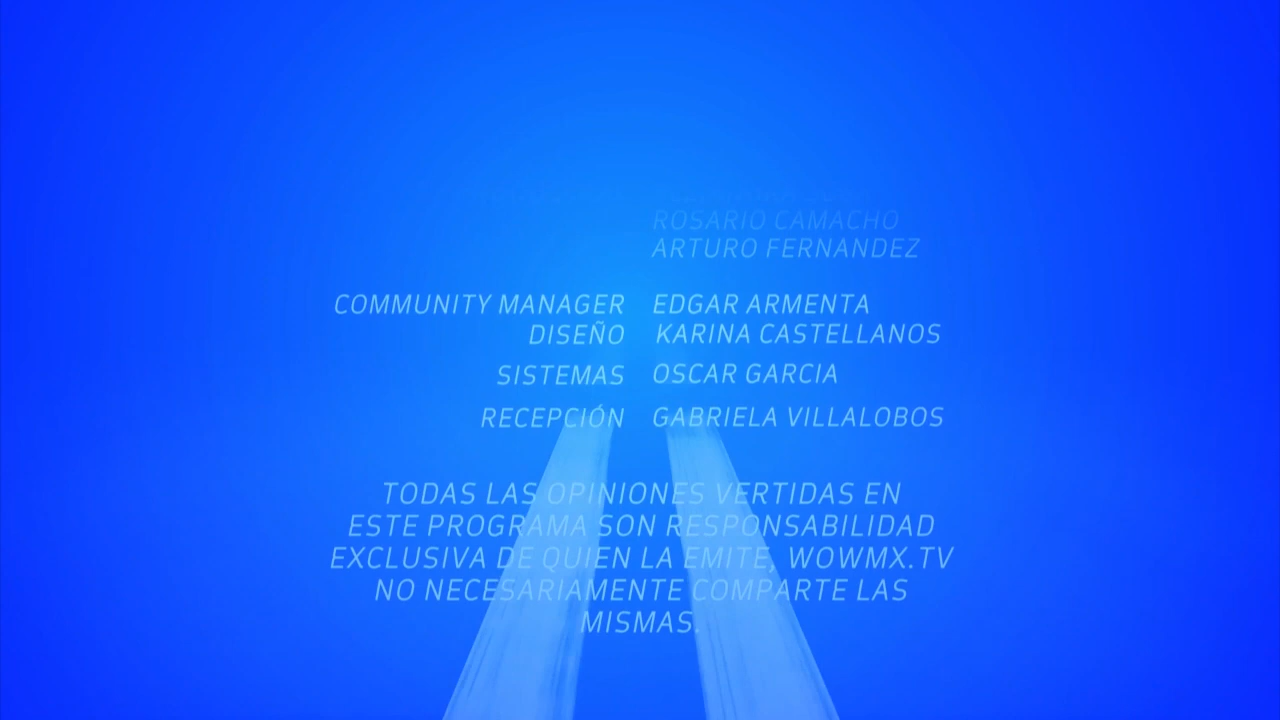 ROSARIO CAMACHO
ARTURO FERNANDEZ
COMMUNITY MANAGER EDGAR ARMENTA
DISEÑO KARINA CASTELLANOS
SISTEMAS OSCAR GARCIA
RECEPCIÓN GABRIELA VILLALOBOS
TODAS LAS OPINIONES VERTIDAS EN
ESTE PROGRAMA SON RESPONSABILIDAD
EXCLUSIVA DE QUIEN LA EMITE, WOWMX.TV
NO NECESARIAMENTE COMPARTE LAS
MISMAS.